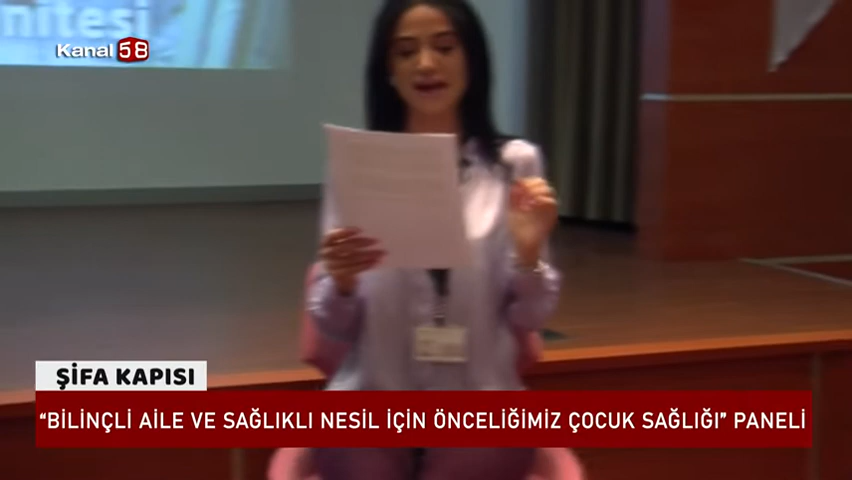 nitesi
Kanal 58
ŞİFA KAPISI
“BİLİNÇLİ AİLE VE SAĞLIKLI NESİL İÇİN ÖNCELİĞİMİZ ÇOCUK SAĞLIĞI” PANELİ